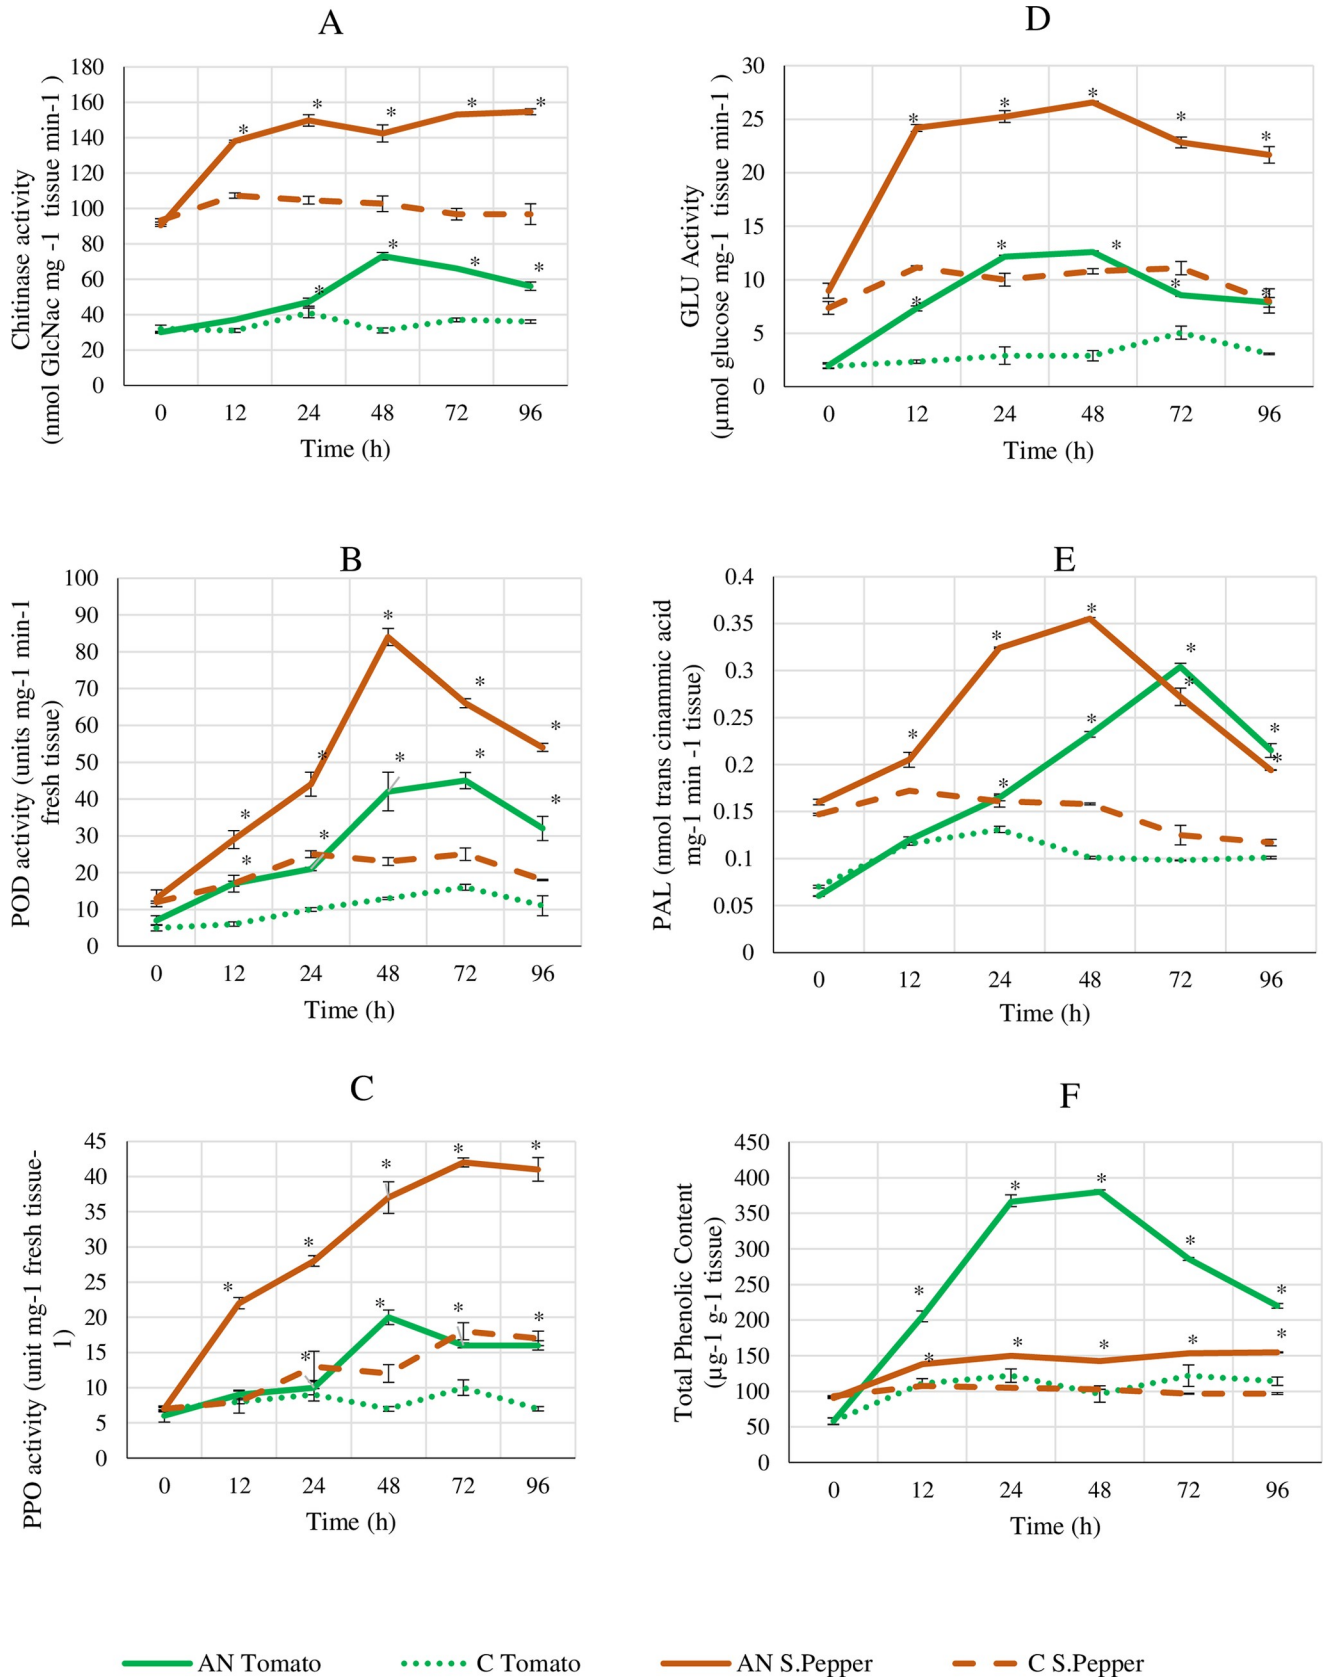 A
Chitinase activity
(nmol GlcNac mg -1 tissue min-1 )
180
160
140
120
100
80
60
40
20
0
0 12 24 48 72 96
Time (h)
* * * * *
* * * *
D
GLU Activity
(µmol glucose mg-1 tissue min-1 )
30
25
20
15
10
5
0
0 12 24 48 72 96
Time (h)
* * * * *
* * * * *
B
POD activity (units mg-1 min-1
fresh tissue)
100
90
80
70
60
50
40
30
20
10
0
0 12 24 48 72 96
Time (h)
* * * * *
* * * * *
E
PAL (nmol trans cinammic acid
mg-1 min -1 tissue)
0.4
0.35
0.3
0.25
0.2
0.15
0.1
0.05
0
0 12 24 48 72 96
Time (h)
* * * * *
* * * *
C
PPO activity (unit mg-1 fresh tissue-
1)
45
40
35
30
25
20
15
10
5
0
0 12 24 48 72 96
Time (h)
* * * * *
* * * *
F
Total Phenolic Content
(µg-1 g-1 tissue)
450
400
350
300
250
200
150
100
50
0
0 12 24 48 72 96
Time (h)
* * * * *
* * * * *
AN Tomato C Tomato AN S.Pepper C S.Pepper